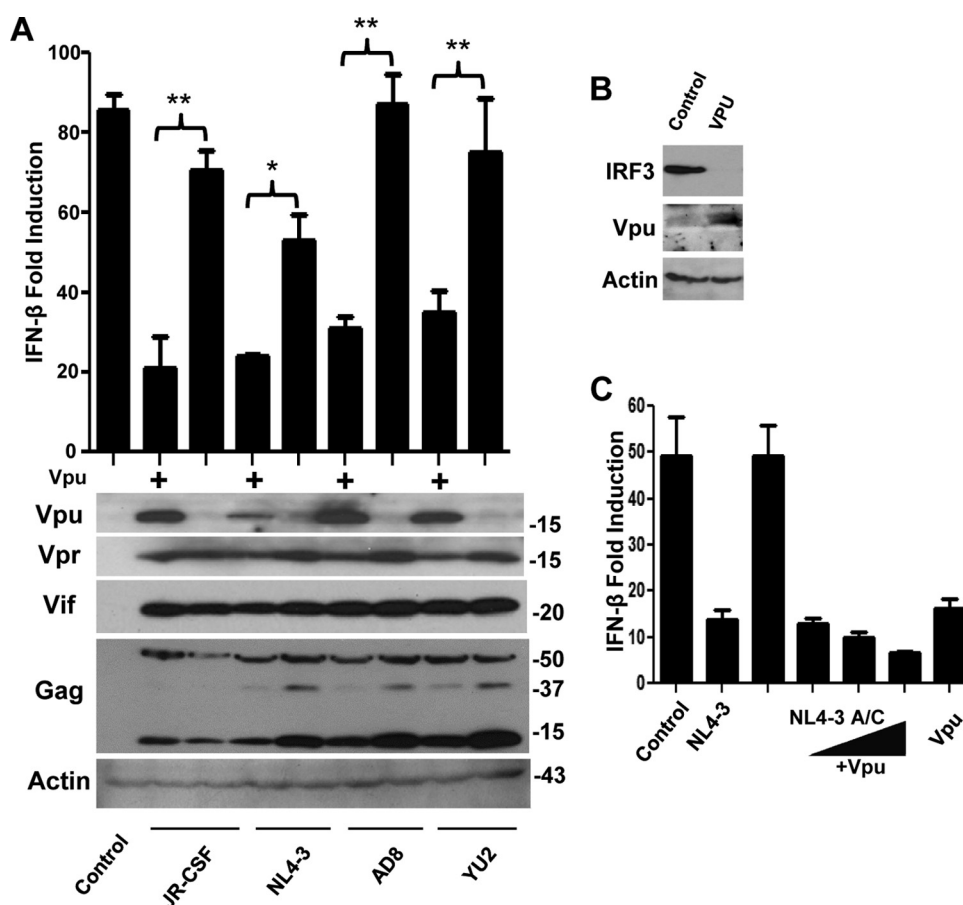 A
IFN-β Fold Induction
100
80
60
40
20
0
**
*
**
**
Vpu + + + +
Vpu -15
Vpr -15
Vif -20
Gag -50
-37
-15
Actin -43
Control JR-CSF NL4-3 AD8 YU2
B
Control VPU
IRF3
Vpu
Actin
C
IFN-β Fold Induction
60
50
40
30
20
10
0
Control NL4-3 NL4-3 A/C Vpu
+Vpu